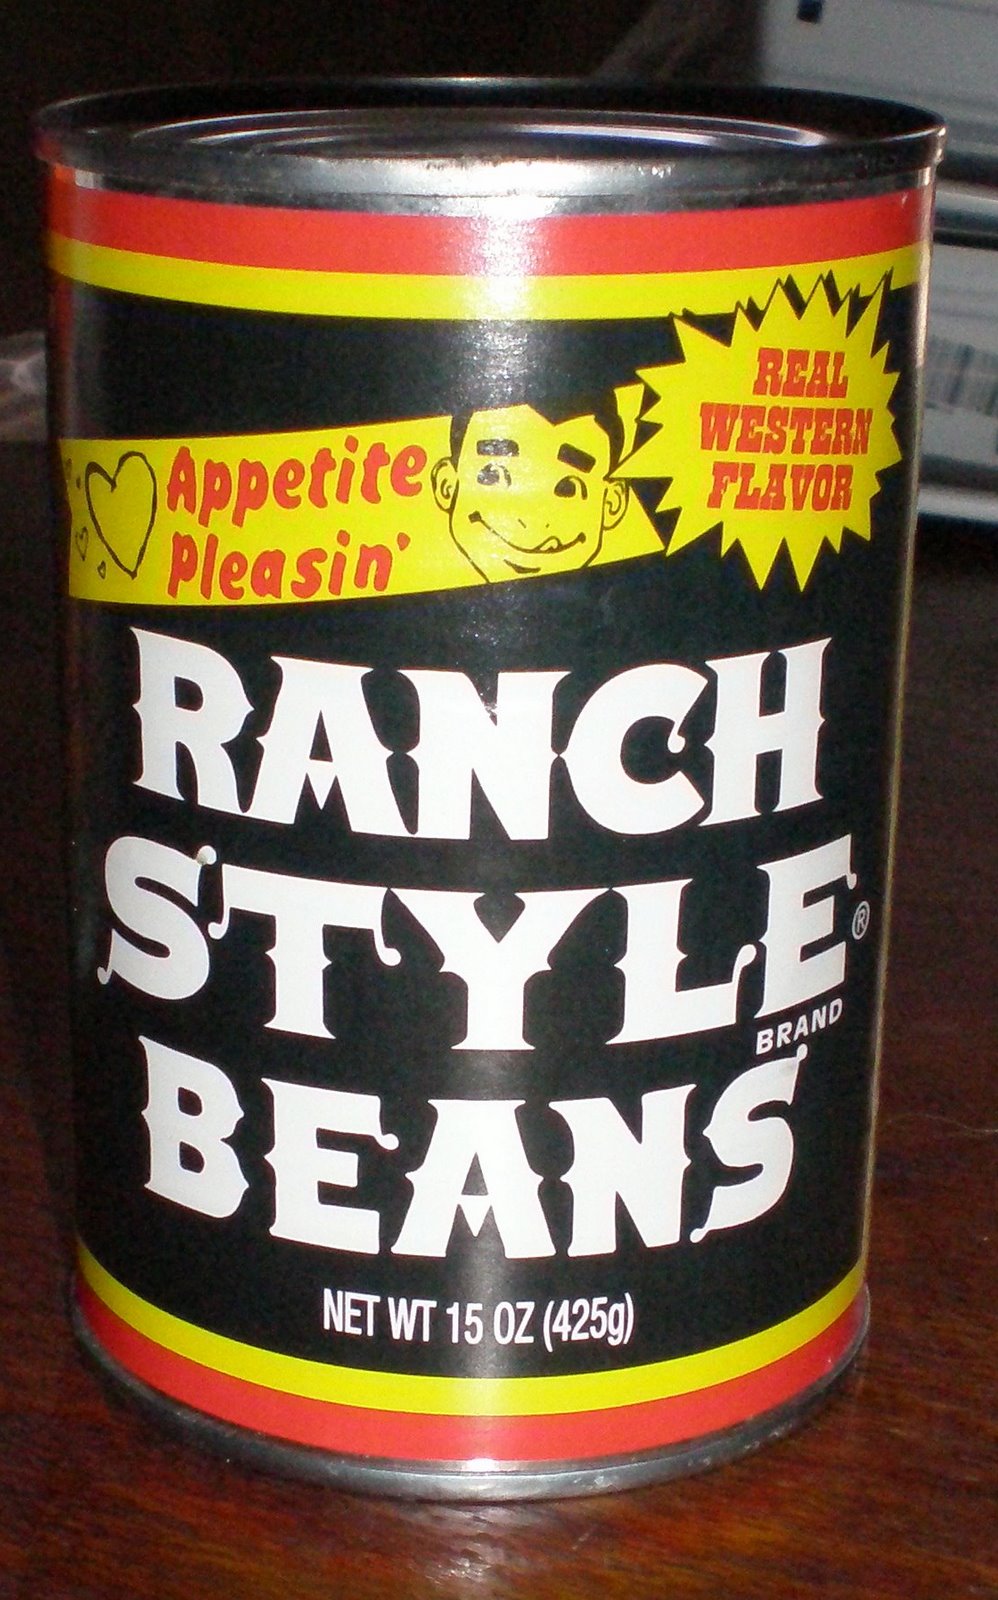 Appetite
Pleasin'
REAL
WESTERN
FLAVOR
RANCH
STYLE®
BRAND
BEANS
NET WT 15 OZ (425g)